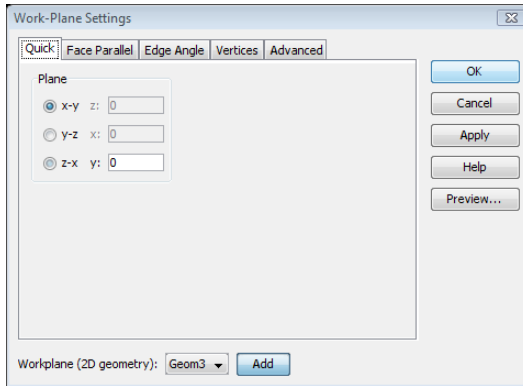 Work-Plane Settings
Quick Face Parallel Edge Angle Vertices Advanced
Plane
x-y z: 0
y-z x: 0
z-x y: 0
OK
Cancel
Apply
Help
Preview...
Workplane (2D geometry): Geom3 Add